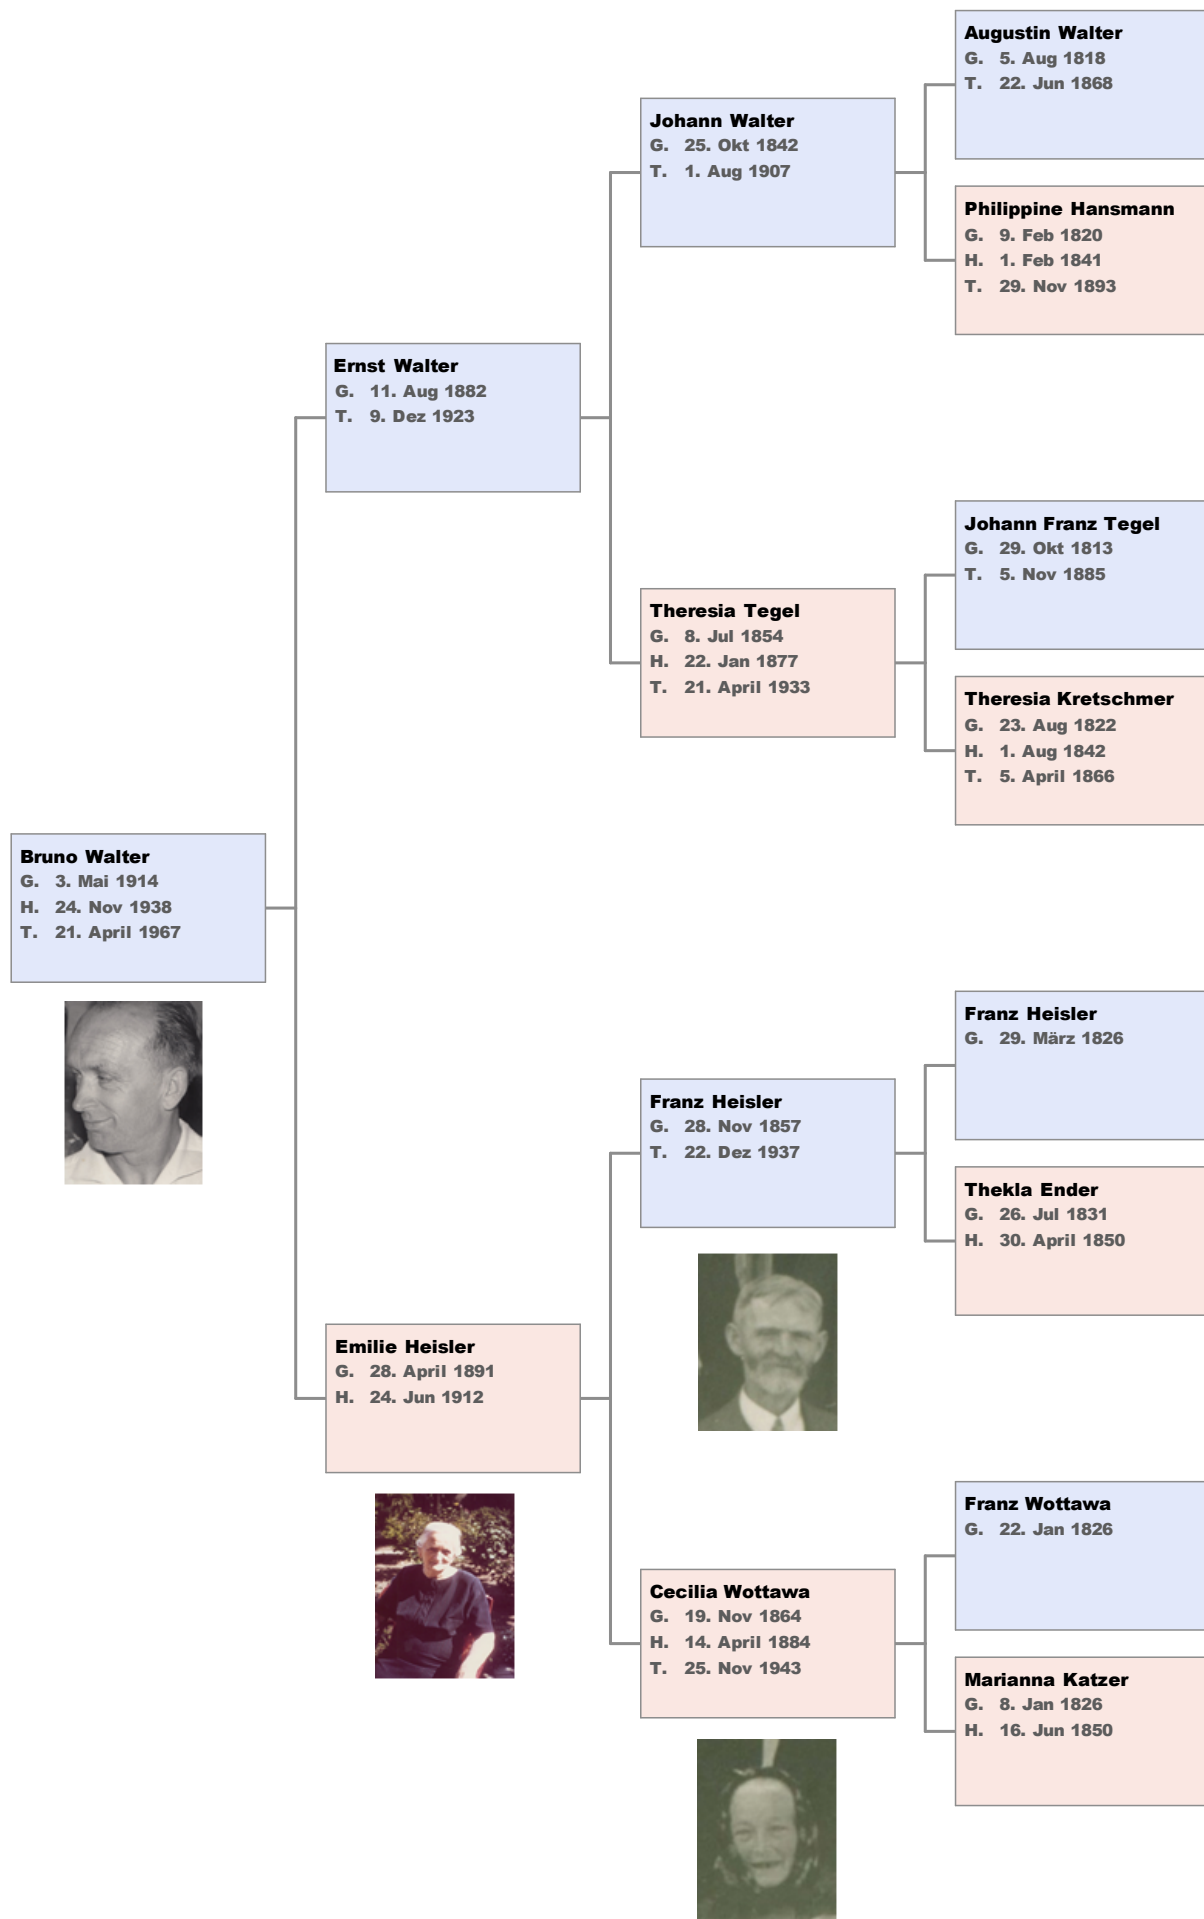 Augustin Walter
G. 5. Aug 1818
T. 22. Jun 1868
Johann Walter
G. 25. Okt 1842
T. 1. Aug 1907
Philippine Hansmann
G. 9. Feb 1820
H. 1. Feb 1841
T. 29. Nov 1893
Ernst Walter
G. 11. Aug 1882
T. 9. Dez 1923
Johann Franz Tegel
G. 29. Okt 1813
T. 5. Nov 1885
Theresia Tegel
G. 8. Jul 1854
H. 22. Jan 1877
T. 21. April 1933
Theresia Kretschmer
G. 23. Aug 1822
H. 1. Aug 1842
T. 5. April 1866
Bruno Walter
G. 3. Mai 1914
H. 24. Nov 1938
T. 21. April 1967
Franz Heisler
G. 29. März 1826
Franz Heisler
G. 28. Nov 1857
T. 22. Dez 1937
Thekla Ender
G. 26. Jul 1831
H. 30. April 1850
Emilie Heisler
G. 28. April 1891
H. 24. Jun 1912
Franz Wottawa
G. 22. Jan 1826
Cecilia Wottawa
G. 19. Nov 1864
H. 14. April 1884
T. 25. Nov 1943
Marianna Katzer
G. 8. Jan 1826
H. 16. Jun 1850